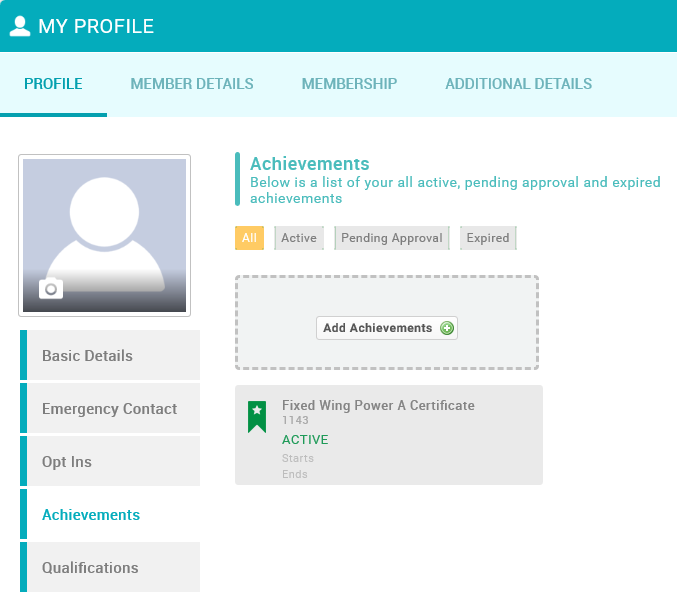 MY PROFILE
PROFILE MEMBER DETAILS MEMBERSHIP ADDITIONAL DETAILS
Basic Details
Emergency Contact
Opt Ins
Achievements
Qualifications
Achievements
Below is a list of your all active, pending approval and expired
achievements
All Active Pending Approval Expired
Add Achievements
Fixed Wing Power A Certificate
1143
ACTIVE
Starts
Ends